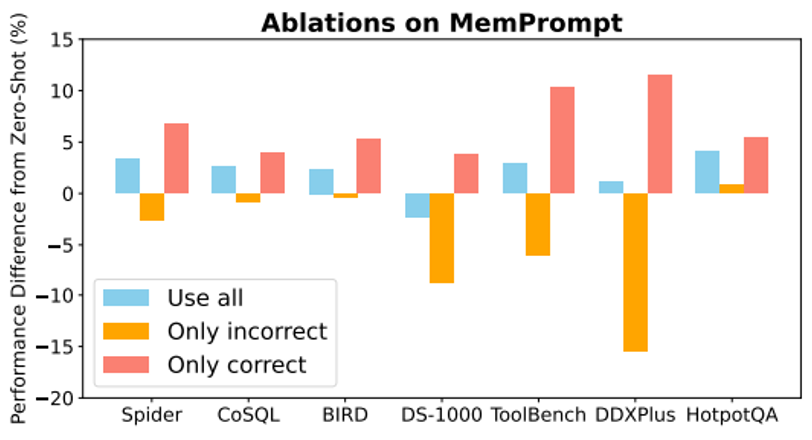 Ablations on MemPrompt
Performance Difference from Zero-Shot (%)
15
10
5
0
−5
−10
−15
−20
Use all
Only incorrect
Only correct
Spider CoSQL BIRD DS-1000 ToolBench DDXPlus HotpotQA